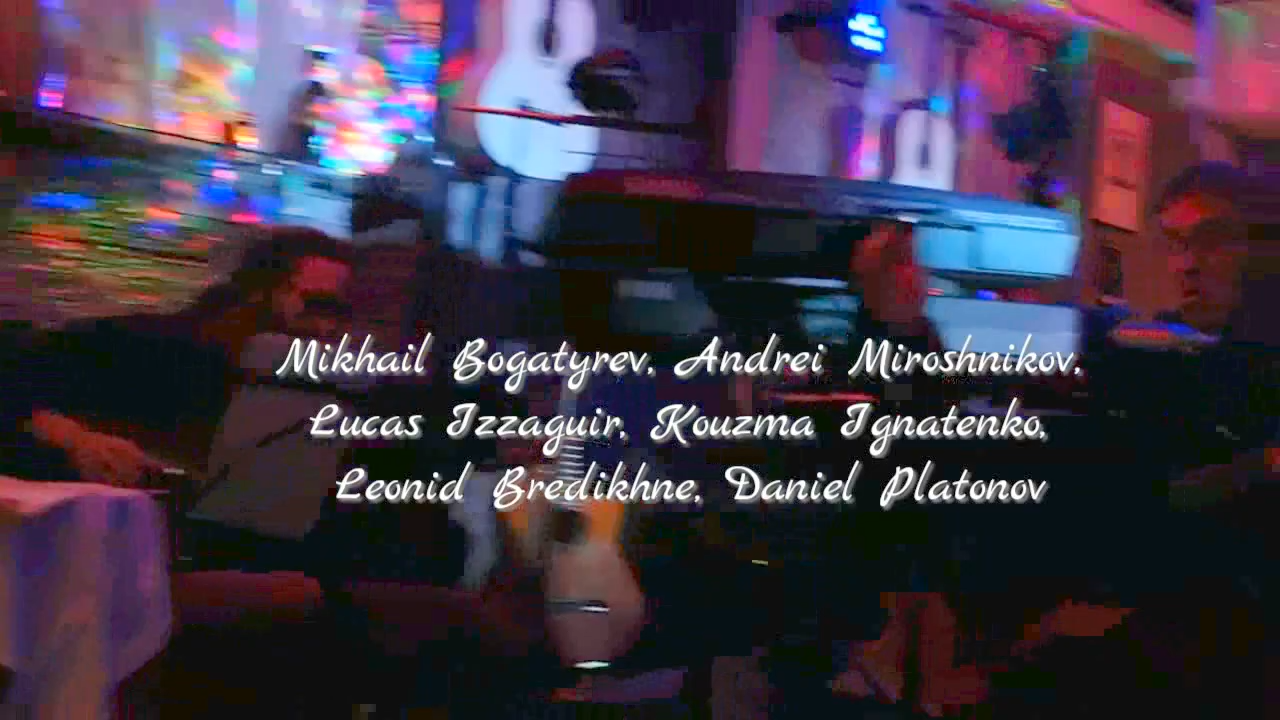 Mikhail Bogatyrev, Andrei Miroshnikov,
Lucas Izzaguir, Kouzma Ignatenko,
Leonid Bredikhne, Daniel Platonov